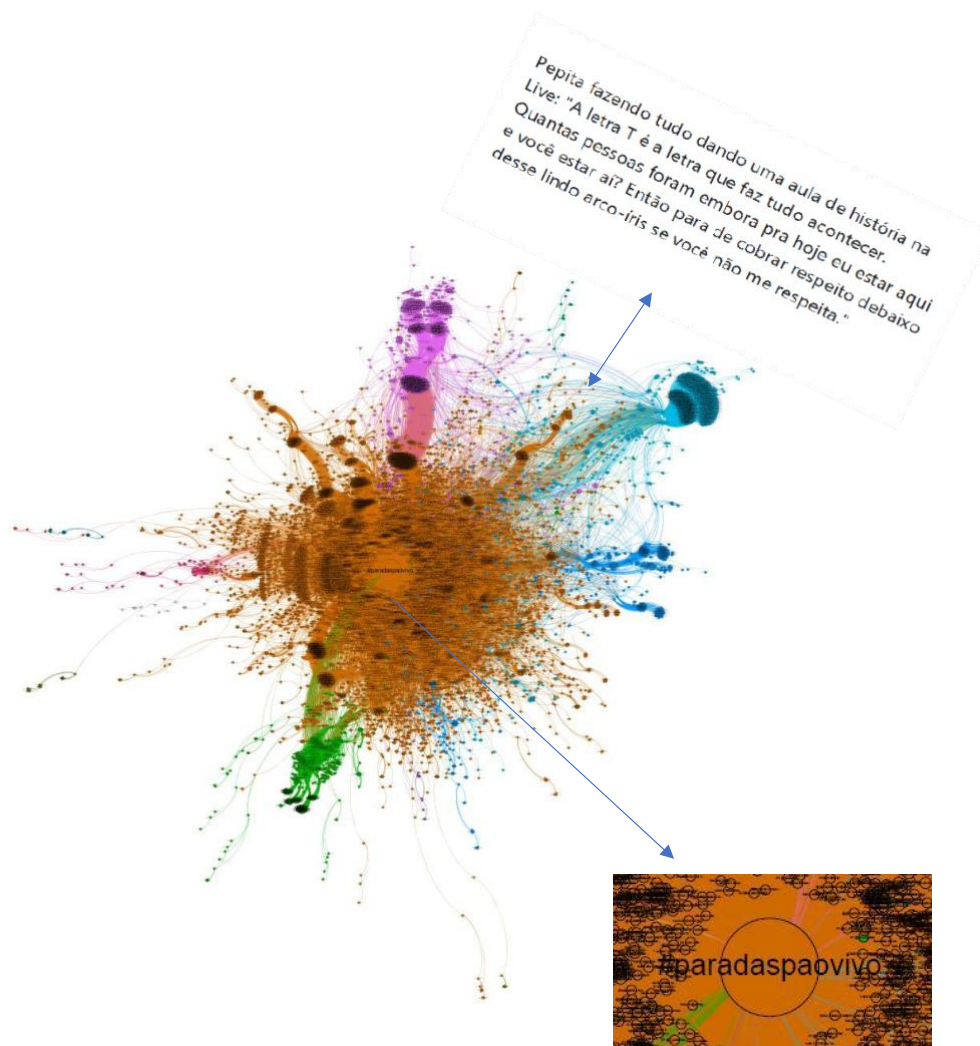 Pepita fazendo tudo dando uma aula de história na
Live: "A letra T é a letra que faz tudo acontecer.
Quantas pessoas foram embora pra hoje eu estar aqui
e você estar aí? Então para de cobrar respeito debaixo
desse lindo arco-íris se você não me respeita."
#paradaspaovivo
#paradaspaovivo